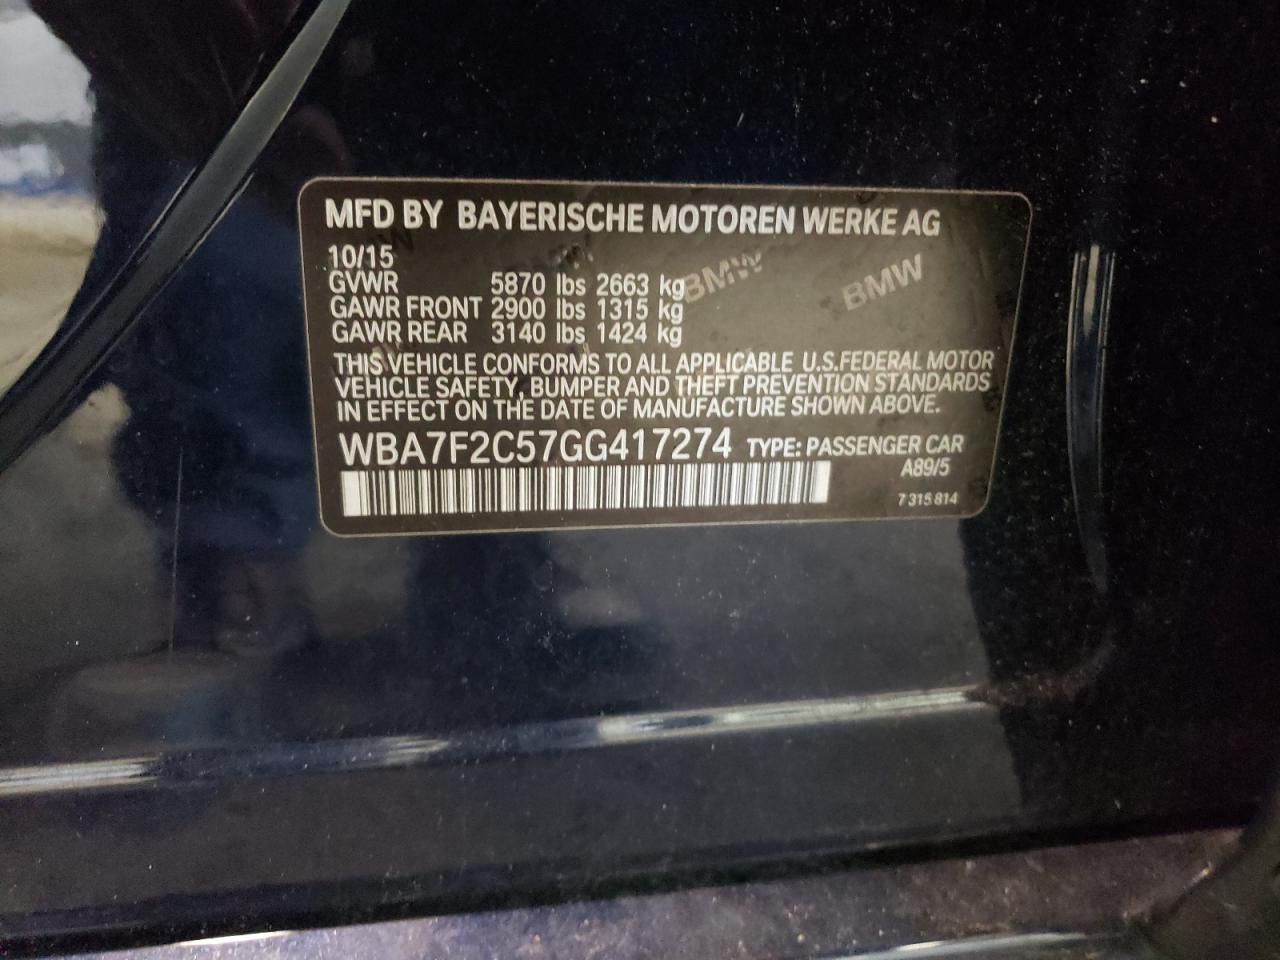 MFD BY BAYERISCHE MOTOREN WERKE AG
10/15
GVWR 5870 lbs 2663 kg
GAWR FRONT 2900 lbs 1315 kg
GAWR REAR 3140 lbs 1424 kg
BMW BMW
THIS VEHICLE CONFORMS TO ALL APPLICABLE U.S.FEDERAL MOTOR
VEHICLE SAFETY, BUMPER AND THEFT PREVENTION STANDARDS
IN EFFECT ON THE DATE OF MANUFACTURE SHOWN ABOVE.
WBA7F2C57GG417274 TYPE: PASSENGER CAR
A89/5
7 315 814